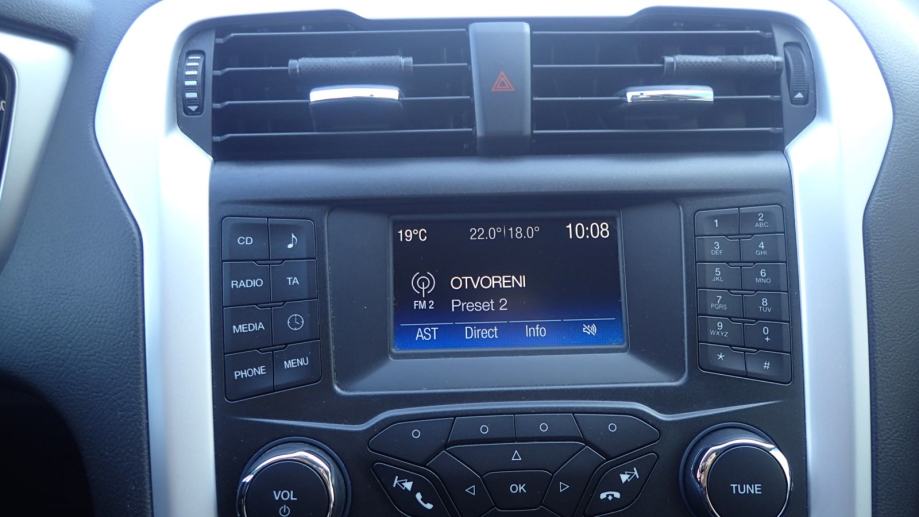 CD
RADIO TA
MEDIA
PHONE MENU
19°C 22.0° 18.0° 10:08
OTVORENI
FM 2 Preset 2
AST Direct Info
1 2 ABC
3 DEF 4 GHI
5 JKL 6 MNO
7 PQRS 8 TUV
9 WXYZ 0 +
* #
VOL
OK
TUNE